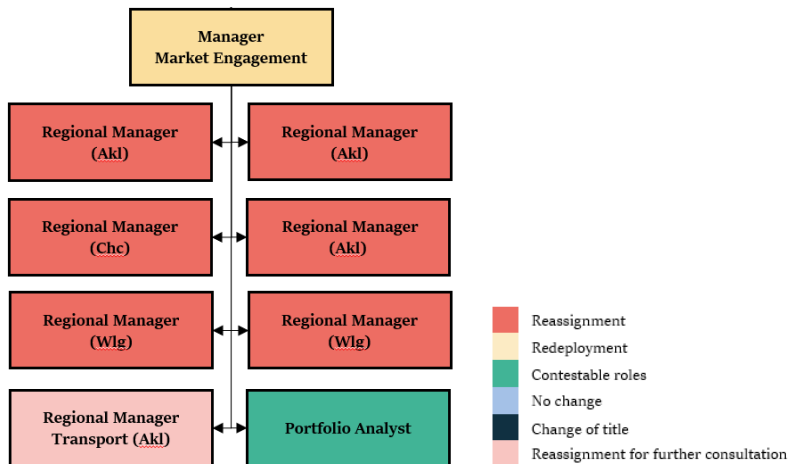 Manager
Market Engagement
Regional Manager
(Akl)
Regional Manager
(Akl)
Regional Manager
(Chc)
Regional Manager
(Akl)
Regional Manager
(Wlg)
Regional Manager
(Wlg)
Regional Manager
Transport (Akl)
Portfolio Analyst
Reassignment
Redeployment
Contestable roles
No change
Change of title
Reassignment for further consultation